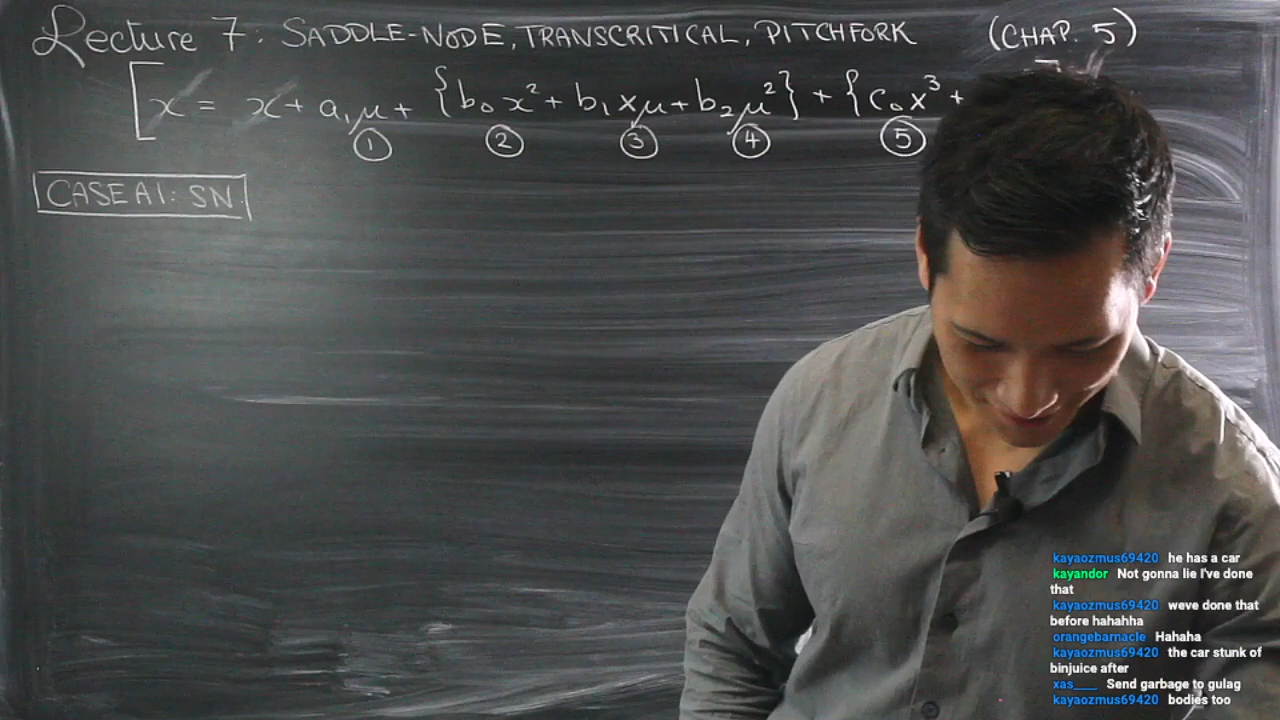 Lecture 7: SADDLE-NODE, TRANSCRITICAL, PITCHFORK (CHAP. 5)
[x = x + a₁μ + {b₀x² + b₁xμ + b₂μ²} + {c₀x³ +
① ② ③ ④ ⑤
CASE A1: SN.
kayaozmus69420 he has a car
kayandor Not gonna lie I've done
that
kayaozmus69420 weve done that
before hahahha
orangebarnacle Hahaha
kayaozmus69420 the car stunk of
binjuice after
xas____ Send garbage to gulag
kayaozmus69420 bodies too